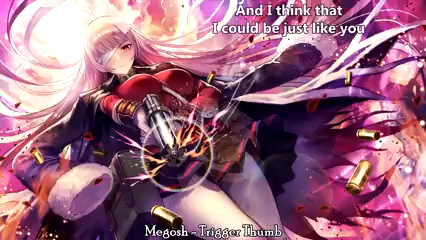 And I think that
I could be just like you
Megosh - Trigger Thumb